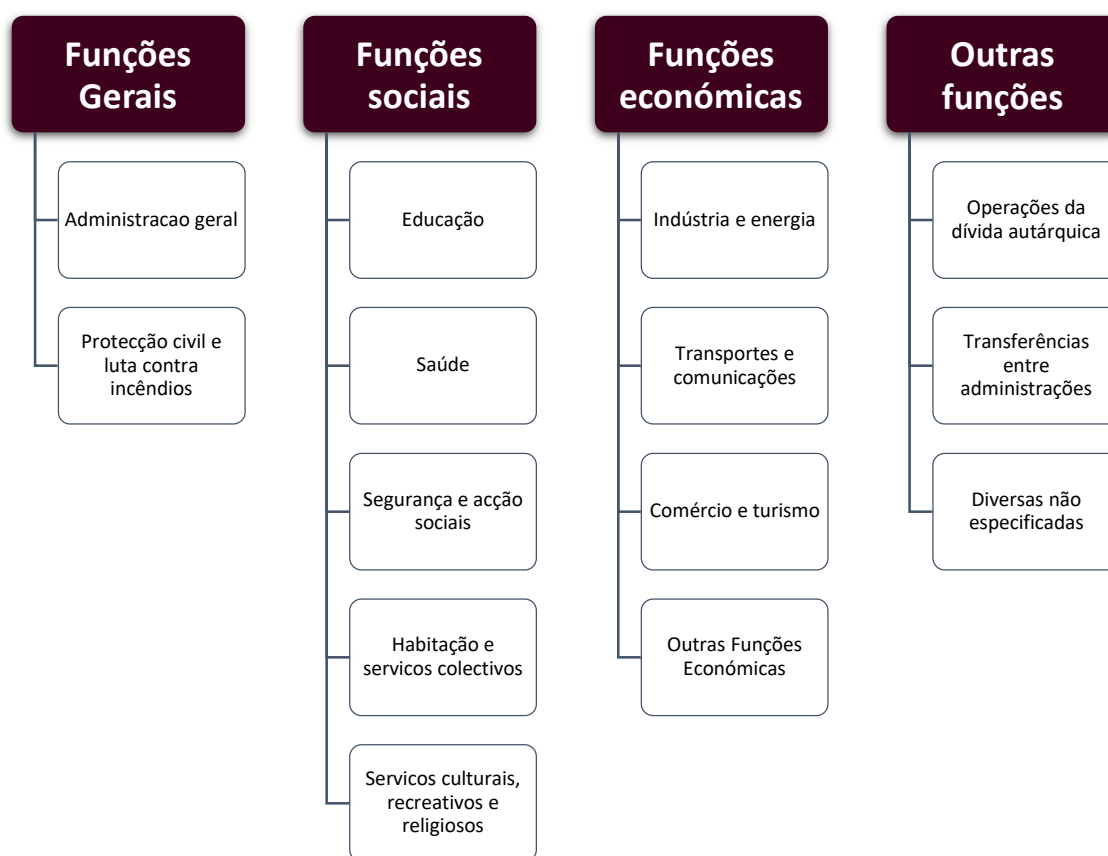 Funções
Gerais
Administracao geral
Protecção civil e
luta contra
incêndios
Funções
sociais
Educação
Saúde
Segurança e acção
sociais
Habitação e
servicos colectivos
Servicos culturais,
recreativos e
religiosos
Funções
económicas
Indústria e energia
Transportes e
comunicações
Comércio e turismo
Outras Funções
Económicas
Outras
funções
Operações da
dívida autárquica
Transferências
entre
administrações
Diversas não
especificadas